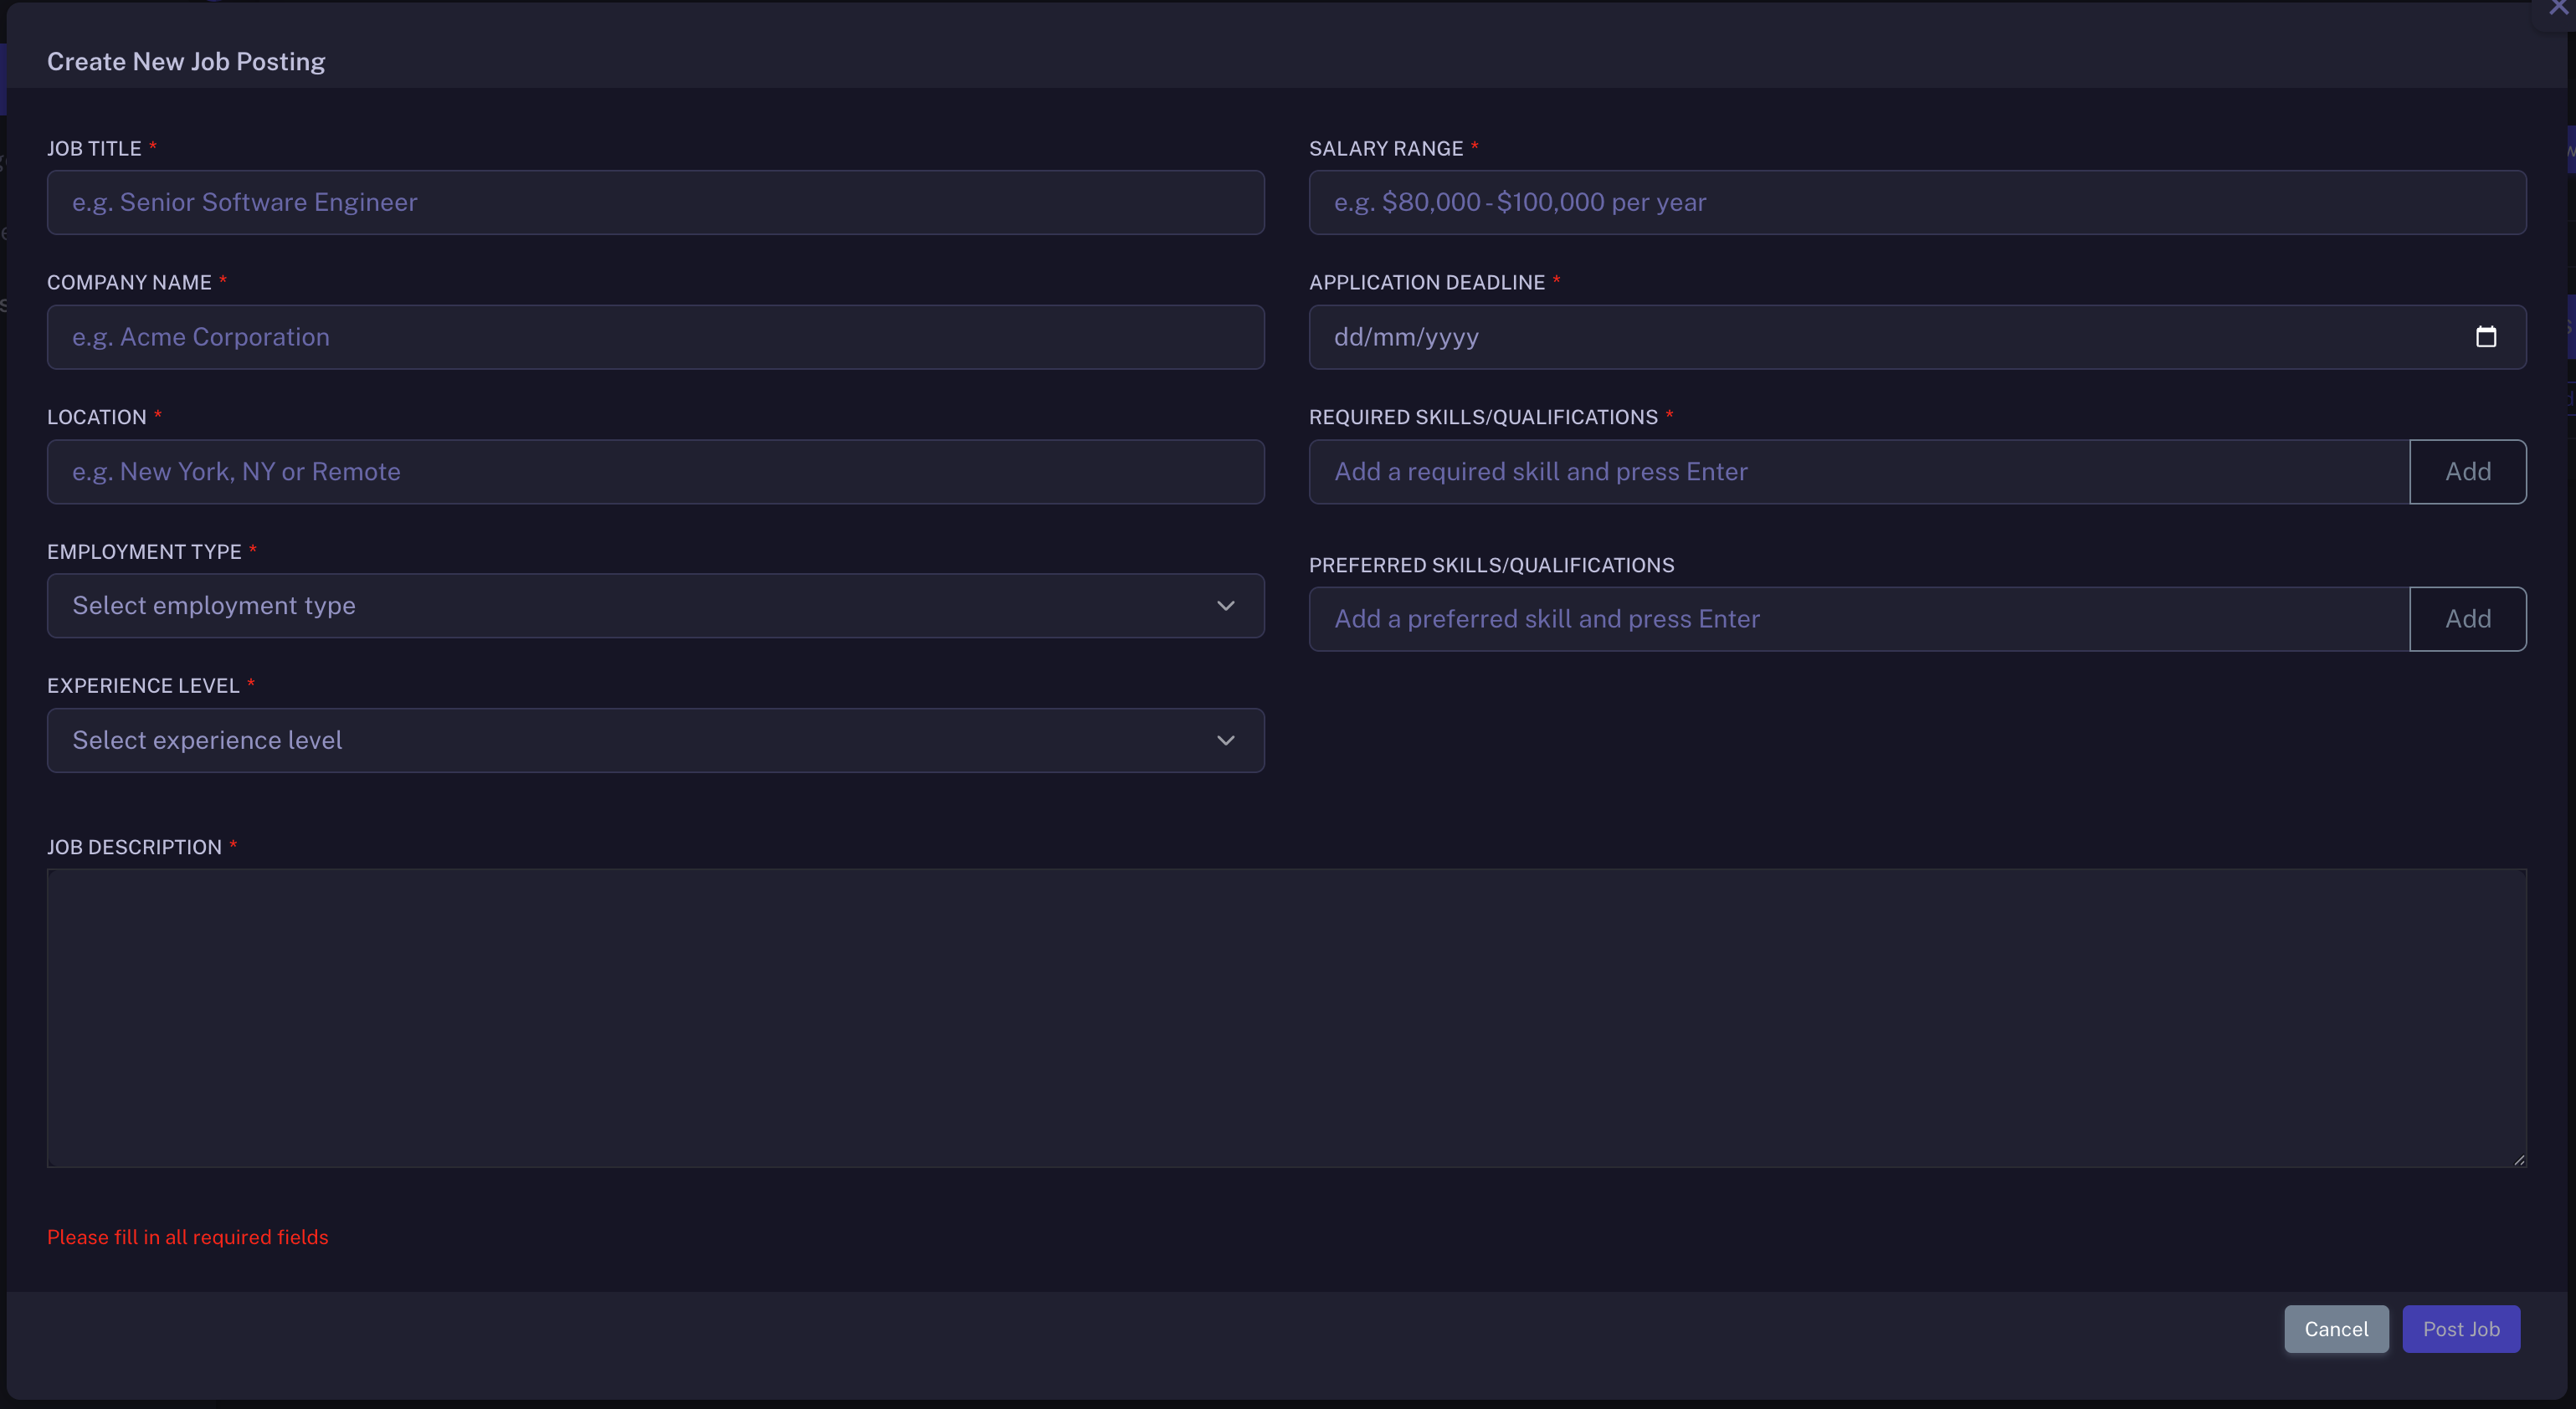 Create New Job Posting
JOB TITLE *
e.g. Senior Software Engineer
COMPANY NAME *
e.g. Acme Corporation
LOCATION *
e.g. New York, NY or Remote
EMPLOYMENT TYPE *
Select employment type
EXPERIENCE LEVEL *
Select experience level
SALARY RANGE *
e.g. $80,000 - $100,000 per year
APPLICATION DEADLINE *
dd/mm/yyyy
REQUIRED SKILLS/QUALIFICATIONS *
Add a required skill and press Enter
Add
PREFERRED SKILLS/QUALIFICATIONS
Add a preferred skill and press Enter
Add
JOB DESCRIPTION *
Please fill in all required fields
Cancel
Post Job